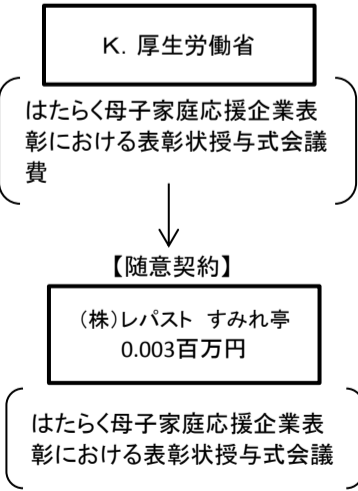 K. 厚生労働省
はたらく母子家庭応援企業表
彰における表彰状授与式会議
費
【随意契約】
(株)レパスト すみれ亭
0.003百万円
はたらく母子家庭応援企業表
彰における表彰状授与式会議